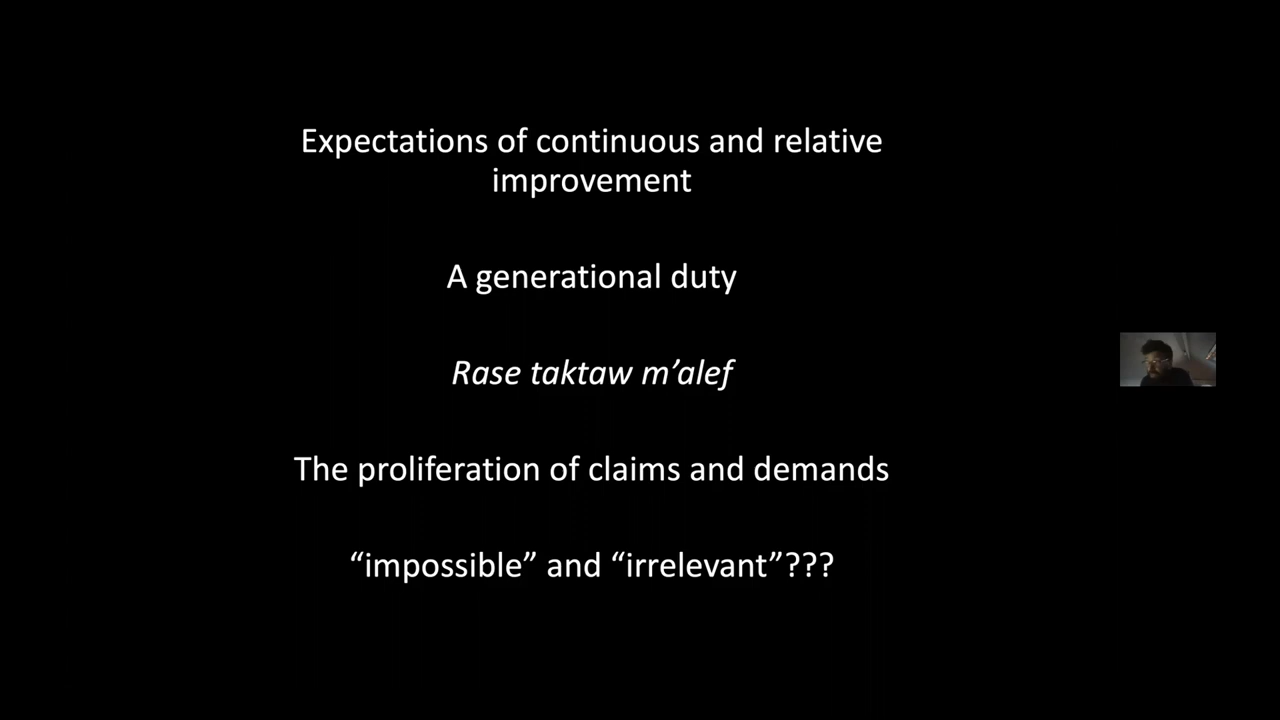 Expectations of continuous and relative
improvement
A generational duty
Rase taktaw m’alef
The proliferation of claims and demands
“impossible” and “irrelevant”???